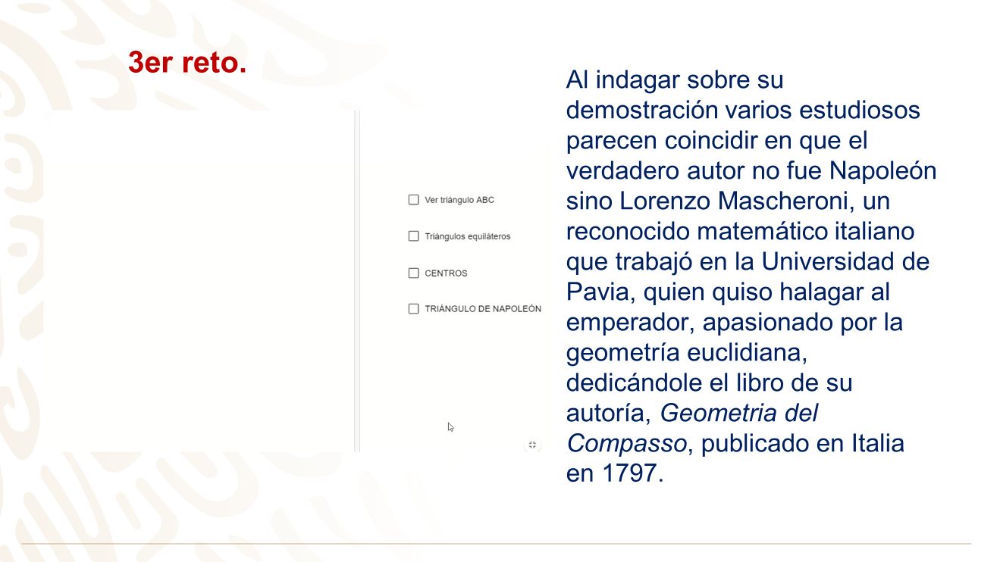 3er reto.
Ver triángulo ABC
Triángulos equiláteros
CENTROS
TRIÁNGULO DE NAPOLEÓN
Al indagar sobre su
demostración varios estudiosos
parecen coincidir en que el
verdadero autor no fue Napoleón
sino Lorenzo Mascheroni, un
reconocido matemático italiano
que trabajó en la Universidad de
Pavia, quien quiso halagar al
emperador, apasionado por la
geometría euclidiana,
dedicándole el libro de su
autoría, Geometria del
Compasso, publicado en Italia
en 1797.